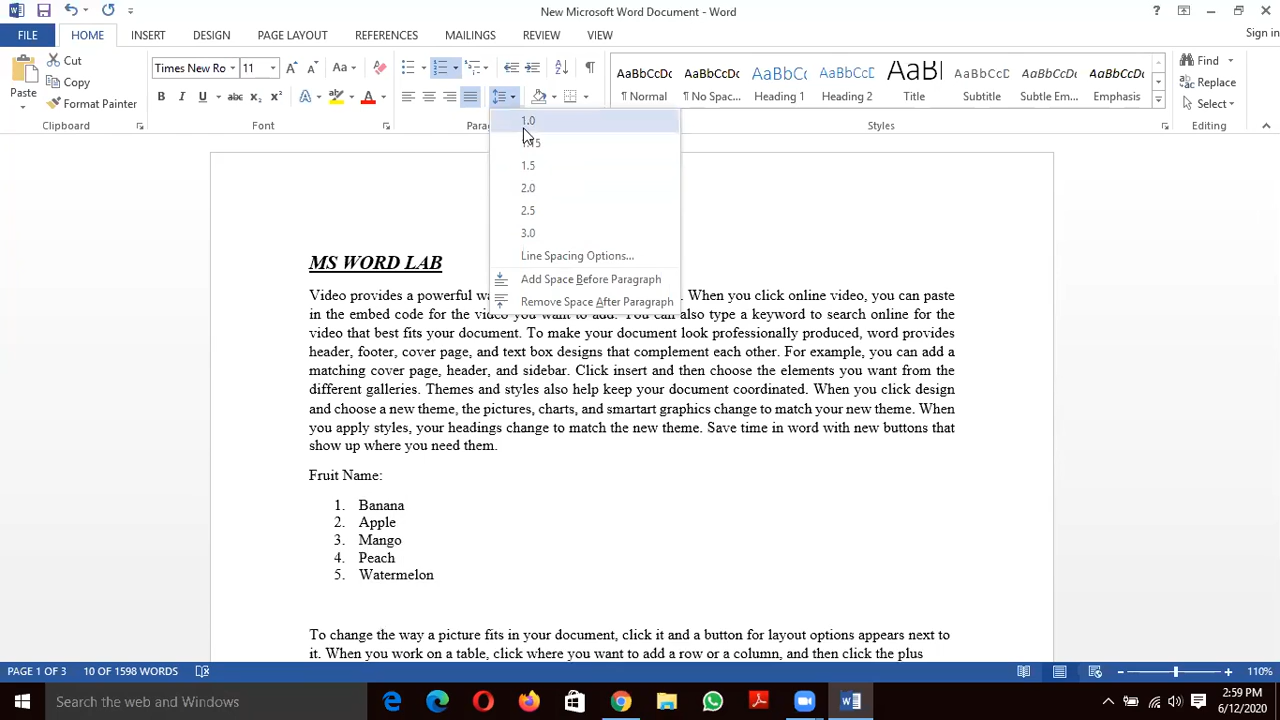 New Microsoft Word Document - Word
?
FILE HOME INSERT DESIGN PAGE LAYOUT REFERENCES MAILINGS REVIEW VIEW Sign in
Paste
Cut
Copy
Format Painter
Clipboard
Times New Ro 11 Aa
B I U abc A
Font
AaBbCcDc ¶ Normal
AaBbCcDc ¶ No Spac...
AaBbCc Heading 1
AaBbCcD Heading 2
AaBl Title
AaBbCcD Subtitle
AaBbCcDd Subtle Em...
AaBbCcDd Emphasis
Styles
Find
Replace
Select
Editing
1.0
1.5
2.0
2.5
3.0
Line Spacing Options...
Add Space Before Paragraph
Remove Space After Paragraph
MS WORD LAB
Video provides a powerful When you click online video, you can paste
in the embed code for the video you want to add. You can also type a keyword to search online for the
video that best fits your document. To make your document look professionally produced, word provides
header, footer, cover page, and text box designs that complement each other. For example, you can add a
matching cover page, header, and sidebar. Click insert and then choose the elements you want from the
different galleries. Themes and styles also help keep your document coordinated. When you click design
and choose a new theme, the pictures, charts, and smartart graphics change to match your new theme. When
you apply styles, your headings change to match the new theme. Save time in word with new buttons that
show up where you need them.
Fruit Name:
1. Banana
2. Apple
3. Mango
4. Peach
5. Watermelon
To change the way a picture fits in your document, click it and a button for layout options appears next to
it. When you work on a table, click where you want to add a row or a column, and then click the plus
PAGE 1 OF 3 10 OF 1598 WORDS 110%
Search the web and Windows
2:59 PM
6/12/2020